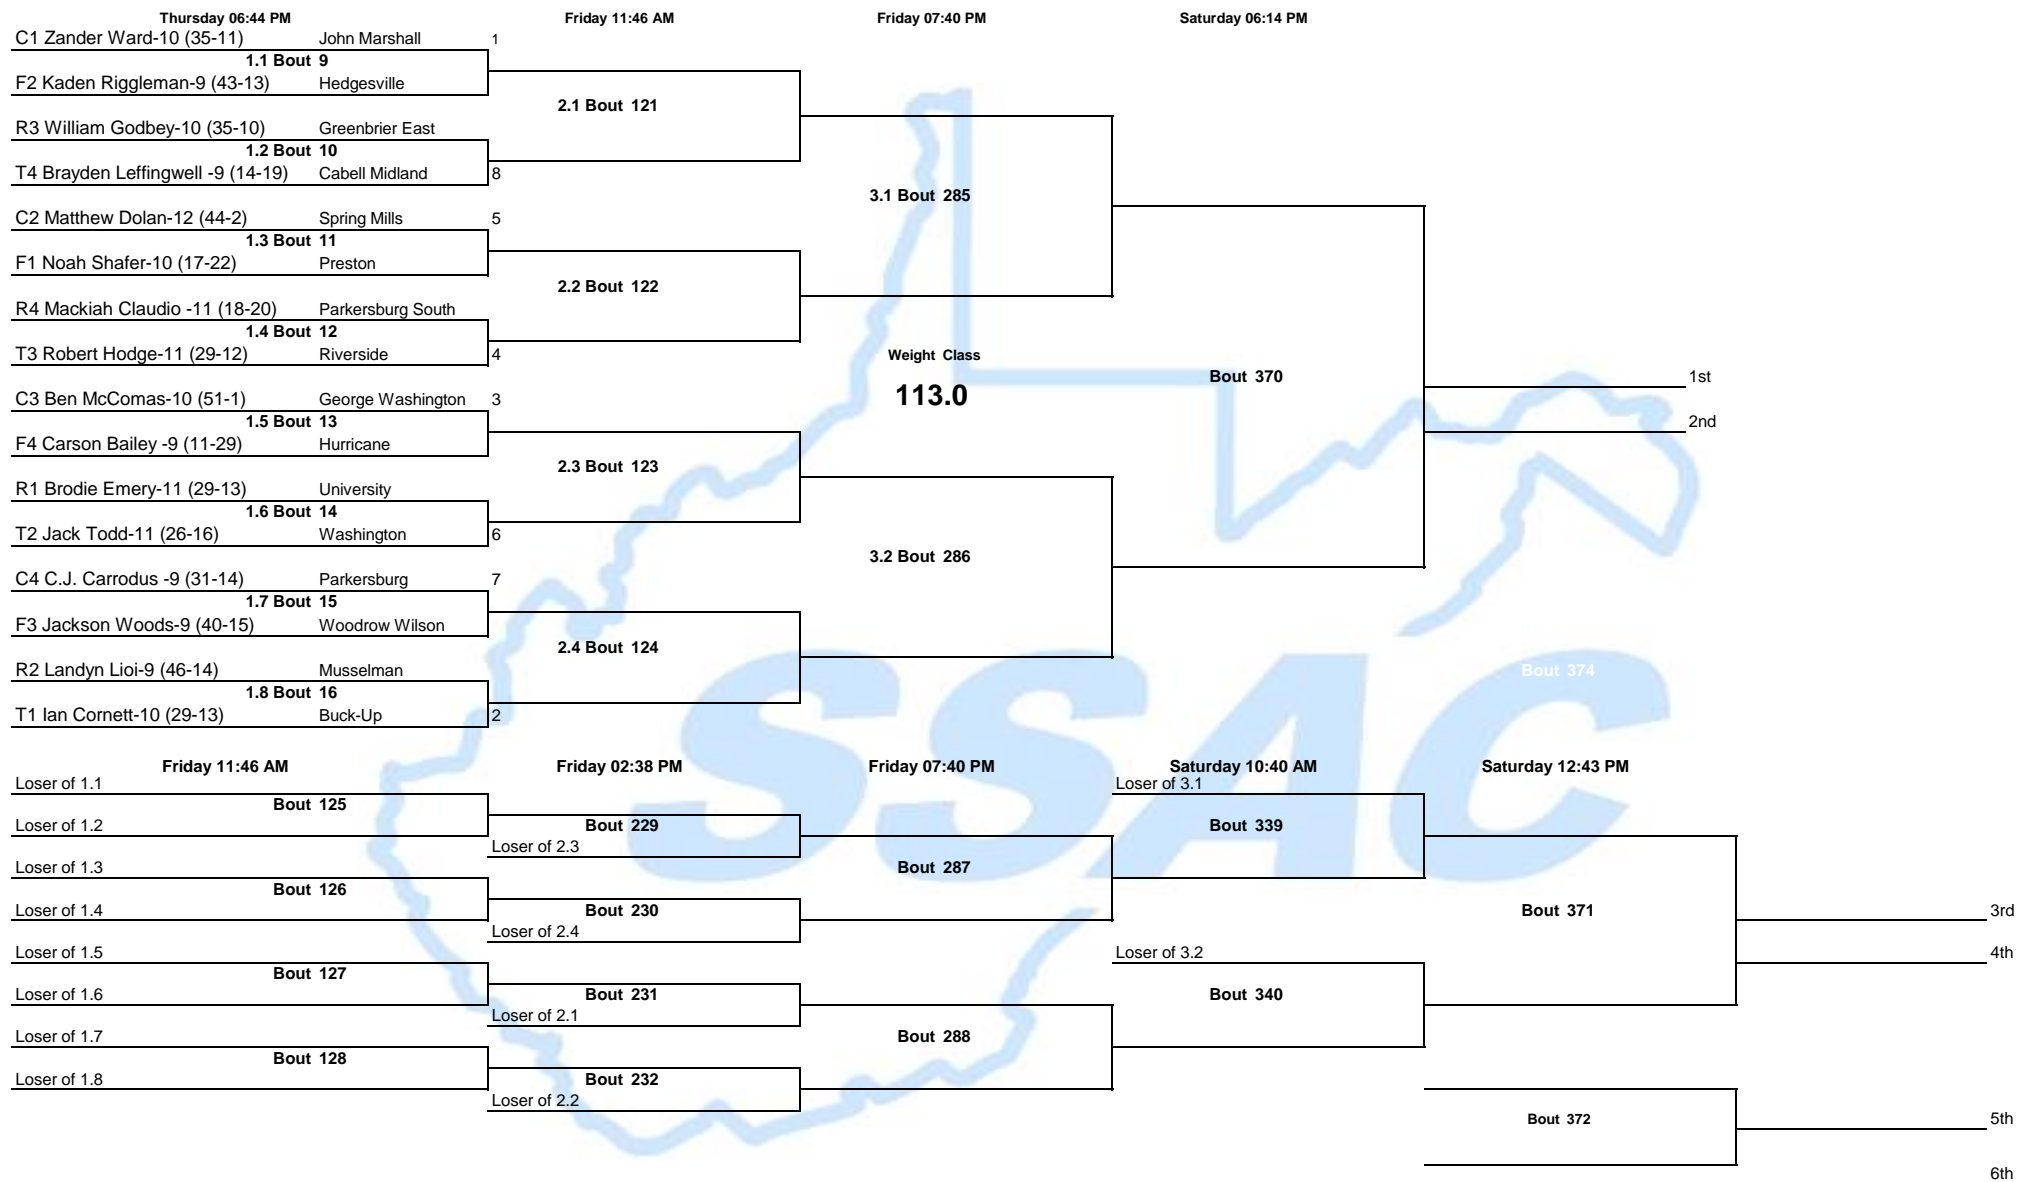 Thursday 06:44 PM
Friday 11:46 AM
Friday 07:40 PM
Saturday 06:14 PM
C1 Zander Ward-10 (35-11) John Marshall 1
1.1 Bout 9
F2 Kaden Riggleman-9 (43-13) Hedgesville
2.1 Bout 121
R3 William Godbey-10 (35-10) Greenbrier East
1.2 Bout 10
T4 Brayden Leffingwell -9 (14-19) Cabell Midland 8
3.1 Bout 285
C2 Matthew Dolan-12 (44-2) Spring Mills 5
1.3 Bout 11
F1 Noah Shafer-10 (17-22) Preston
2.2 Bout 122
R4 Mackiah Claudio -11 (18-20) Parkersburg South
1.4 Bout 12
T3 Robert Hodge-11 (29-12) Riverside 4
Weight Class
113.0
Bout 370
1st
2nd
C3 Ben McComas-10 (51-1) George Washington 3
1.5 Bout 13
F4 Carson Bailey -9 (11-29) Hurricane
2.3 Bout 123
R1 Brodie Emery-11 (29-13) University
1.6 Bout 14
T2 Jack Todd-11 (26-16) Washington 6
3.2 Bout 286
C4 C.J. Carrodus -9 (31-14) Parkersburg 7
1.7 Bout 15
F3 Jackson Woods-9 (40-15) Woodrow Wilson
2.4 Bout 124
R2 Landyn Lioi-9 (46-14) Musselman
1.8 Bout 16
T1 Ian Cornett-10 (29-13) Buck-Up 2
Bout 374
SSAC
Friday 11:46 AM
Friday 02:38 PM
Friday 07:40 PM
Saturday 10:40 AM
Saturday 12:43 PM
Loser of 1.1
Bout 125
Loser of 1.2
Bout 229
Loser of 2.3
Loser of 3.1
Bout 339
Loser of 1.3
Bout 126
Loser of 1.4
Bout 287
Bout 230
Loser of 2.4
Bout 371
3rd
4th
Loser of 1.5
Bout 127
Loser of 1.6
Bout 231
Loser of 2.1
Loser of 3.2
Bout 340
Loser of 1.7
Bout 128
Loser of 1.8
Bout 288
Bout 232
Loser of 2.2
Bout 372
5th
6th